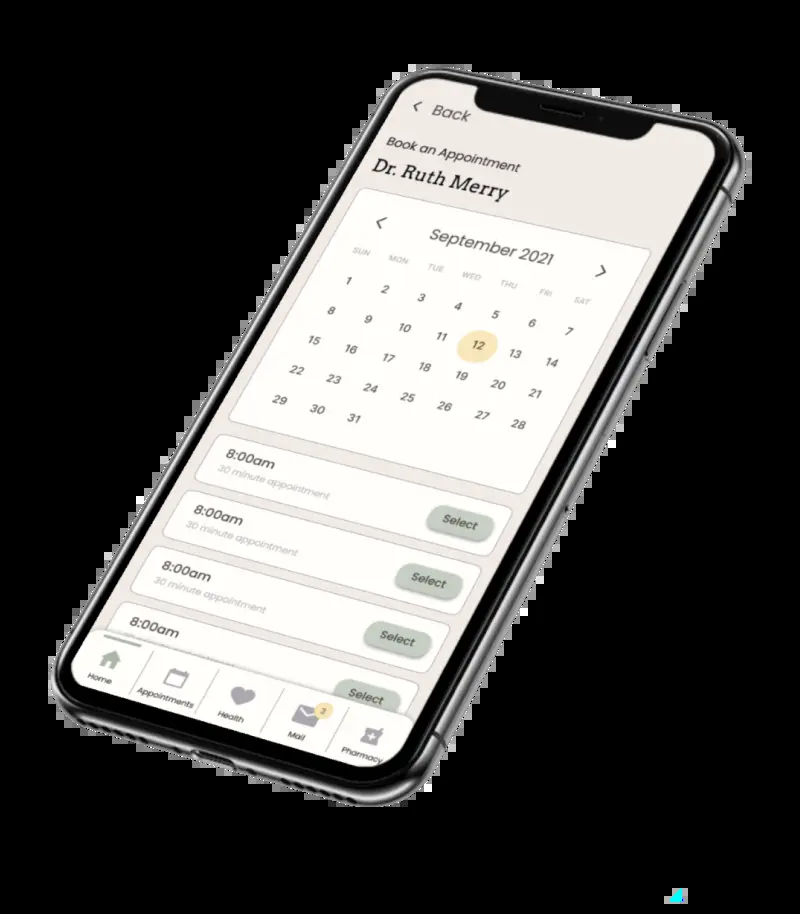 Back
Book an Appointment
Dr. Ruth Merry
September 2021
SUN MON TUE WED THU FRI SAT
1 2 3 4 5 6 7
8 9 10 11 12 13 14
15 16 17 18 19 20 21
22 23 24 25 26 27 28
29 30 31
8:00am
30 minute appointment
Select
8:00am
30 minute appointment
Select
8:00am
30 minute appointment
Select
8:00am
Select
Home
Appointments
Health
3
Mail
Pharmacy